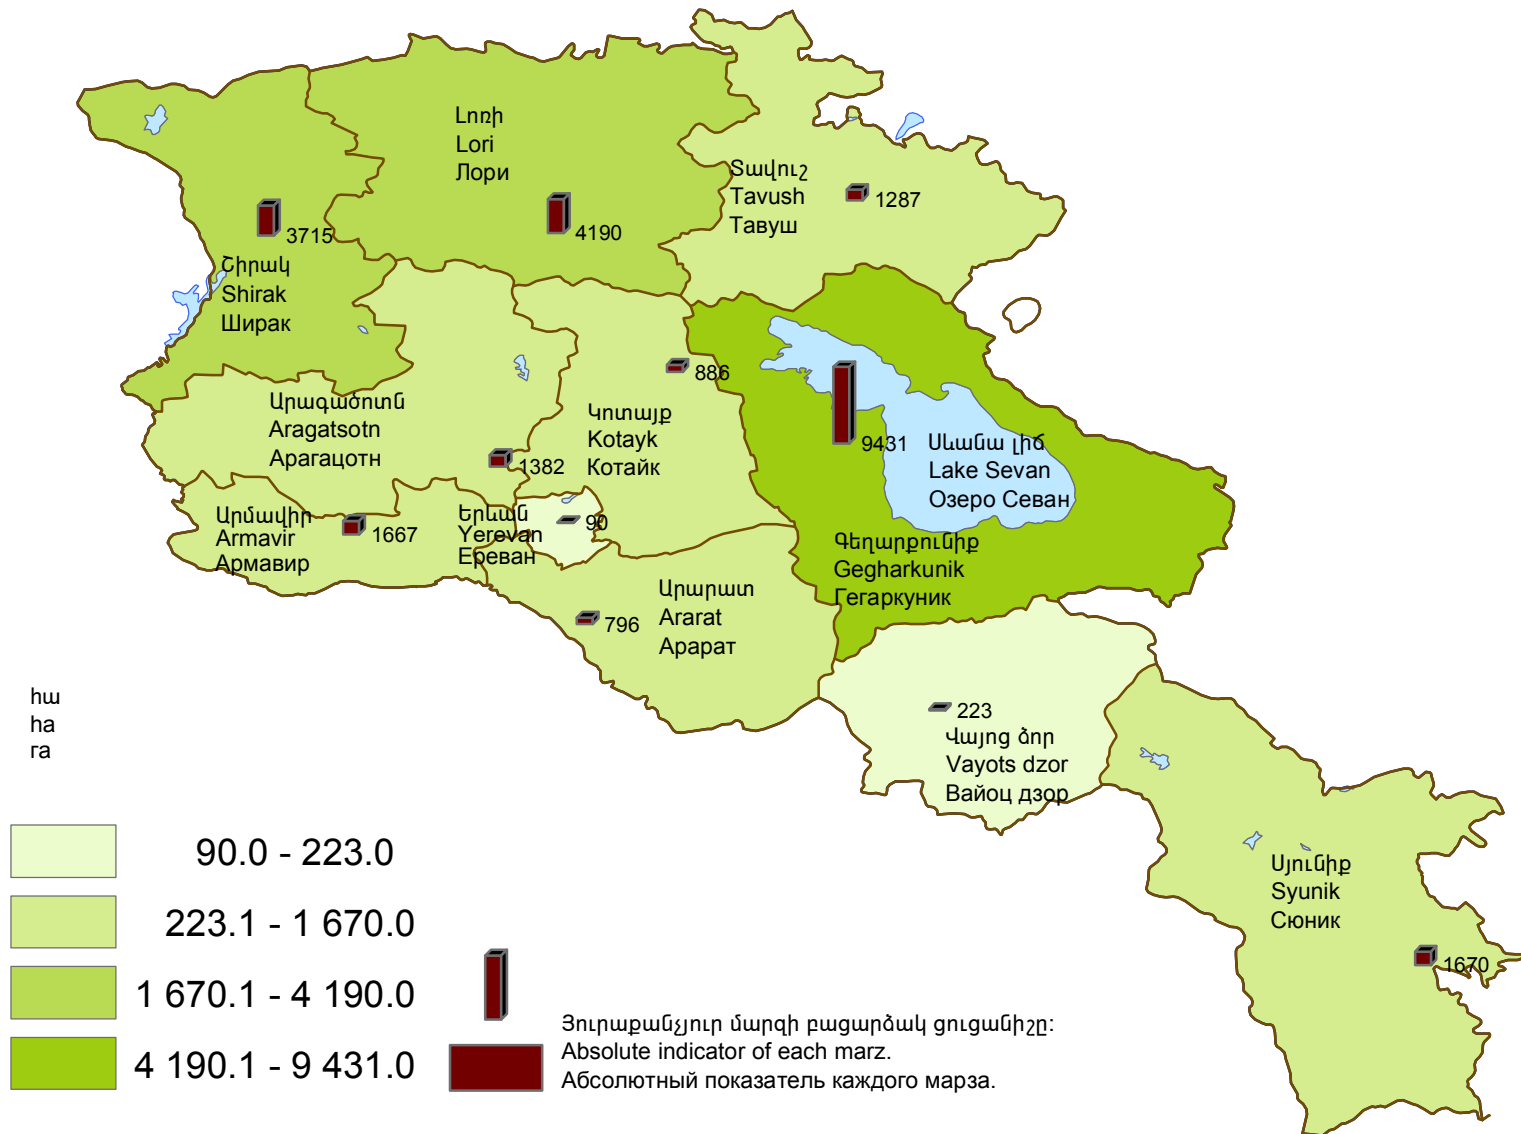 Լոռի
Lori
Лори
4190
3715
Շիրակ
Shirak
Ширак
Տավուշ
Tavush
Тавуш
1287
Արագածոտն
Aragatsotn
Арагацотн
1382
886
Կոտայք
Kotayk
Котайк
9431
Սևանա լիճ
Lake Sevan
Озеро Севан
Գեղարքունիք
Gegharkunik
Гегаркуник
Արմավիր
Armavir
Армавир
1667
Երևան
Yerevan
Ереван
90
Արարատ
Ararat
Арарат
796
223
Վայոց ձոր
Vayots dzor
Вайоц дзор
Սյունիք
Syunik
Сюник
1670
հա
ha
га
90.0 - 223.0
223.1 - 1 670.0
1 670.1 - 4 190.0
4 190.1 - 9 431.0
Յուրաքանչյուր մարզի բացարձակ ցուցանիշը:
Absolute indicator of each marz.
Абсолютный показатель каждого марза.